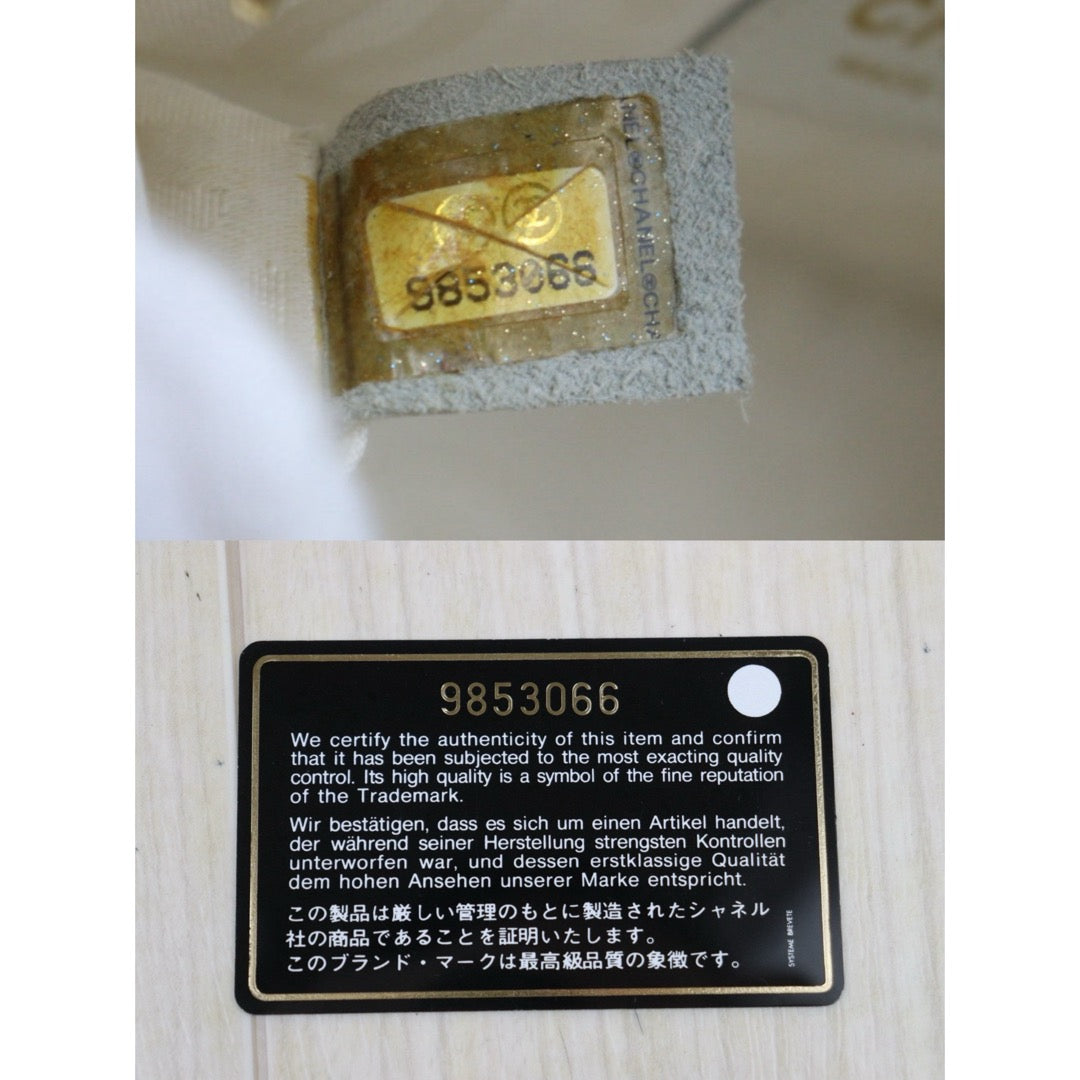 NEL CHANEL CHA
9853066
9853066
We certify the authenticity of this item and confirm
that it has been subjected to the most exacting quality
control. Its high quality is a symbol of the fine reputation
of the Trademark.
Wir bestätigen, dass es sich um einen Artikel handelt,
der während seiner Herstellung strengsten Kontrollen
unterworfen war, und dessen erstklassige Qualität
dem hohen Ansehen unserer Marke entspricht.
この製品は厳しい管理のもとに製造されたシャネル
社の商品であることを証明いたします。
このブランド・マークは最高級品質の象徴です。
SYSTEME BREVETE